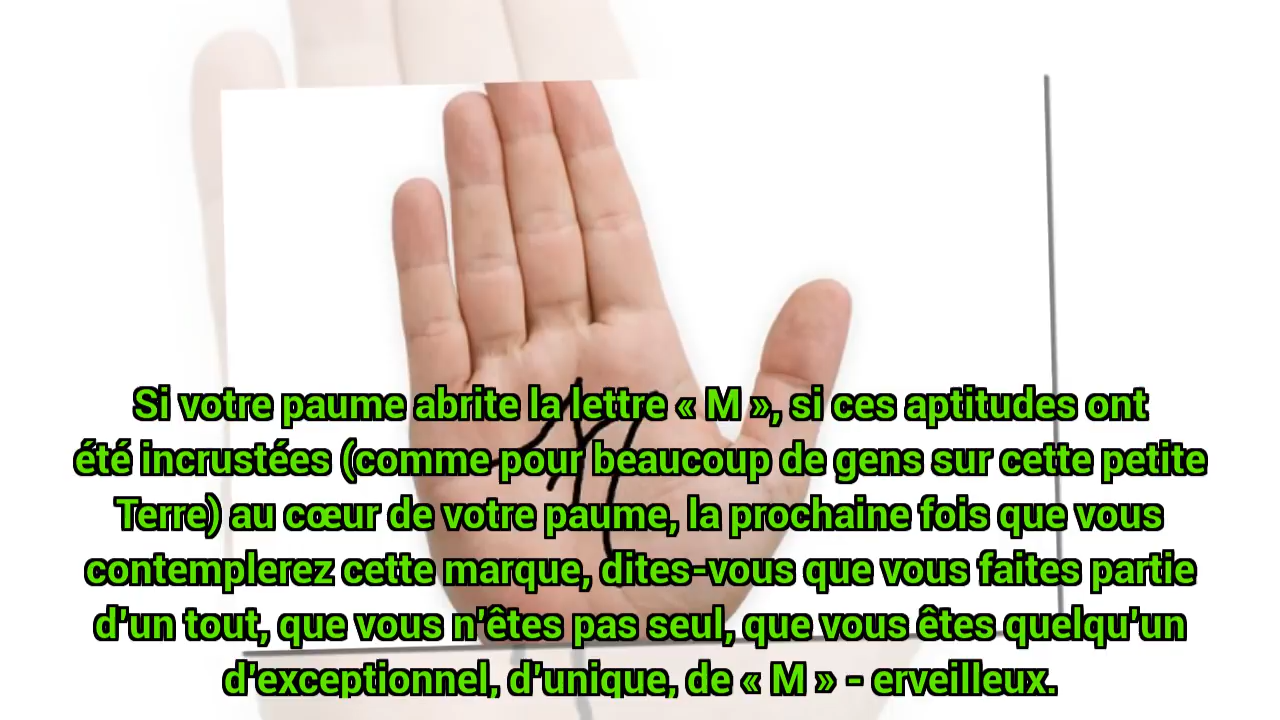 Si votre paume abrite la lettre « M », si ces aptitudes ont
été incrustées (comme pour beaucoup de gens sur cette petite
Terre) au cœur de votre paume, la prochaine fois que vous
contemplerez cette marque, dites-vous que vous faites partie
d'un tout, que vous n'êtes pas seul, que vous êtes quelqu'un
d'exceptionnel, d'unique, de « M » - erveilleux.